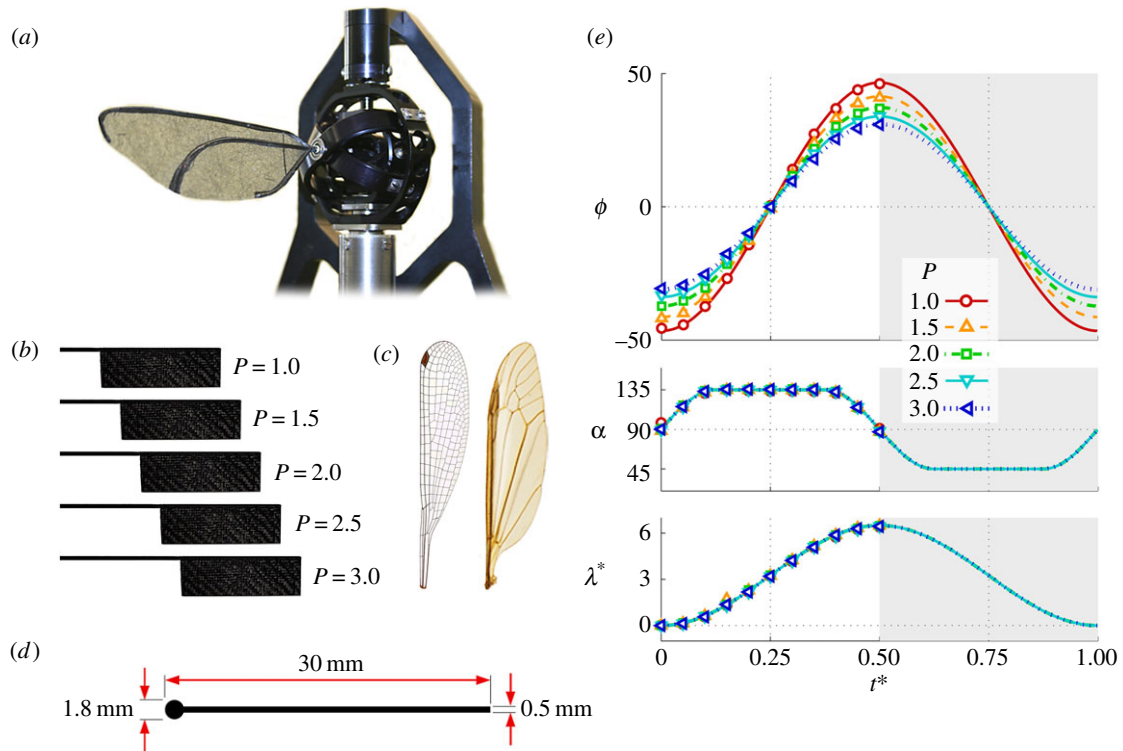 (a)
(b)
P = 1.0
P = 1.5
P = 2.0
P = 2.5
P = 3.0
(c)
(d)
30 mm
1.8 mm
0.5 mm
(e)
50
ϕ 0
−50
P
1.0
1.5
2.0
2.5
3.0
135
α 90
45
6
λ* 3
0
0 0.25 0.50 0.75 1.00
t*